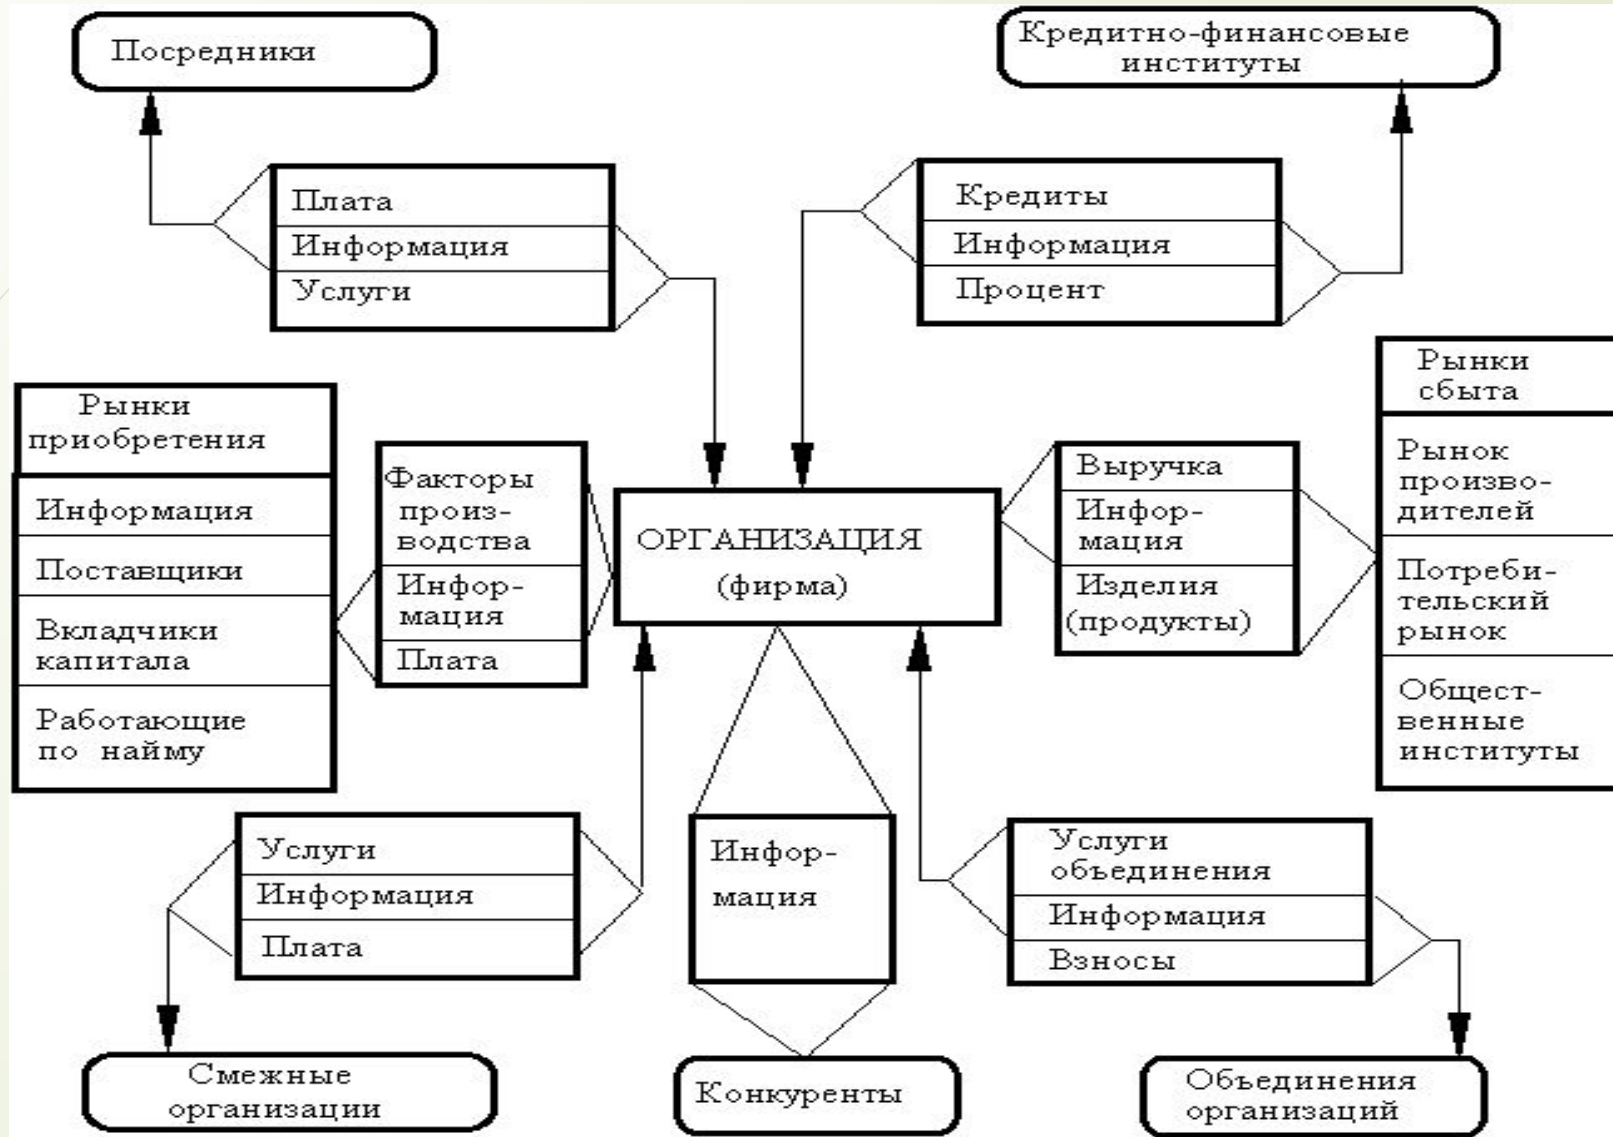 Посредники
Кредитно-финансовые
институты
Плата
Информация
Услуги
Кредиты
Информация
Процент
Рынки
приобретения
Информация
Поставщики
Вкладчики
капитала
Работающие
по найму
Факторы
произ-
водства
Инфор-
мация
Плата
ОРГАНИЗАЦИЯ
(фирма)
Выручка
Инфор-
мация
Изделия
(продукты)
Рынки
сбыта
Рынок
произво-
дителей
Потреби-
тельский
рынок
Общест-
венные
институты
Услуги
Информация
Плата
Инфор-
мация
Услуги
объединения
Информация
Взносы
Смежные
организации
Конкуренты
Объединения
организаций